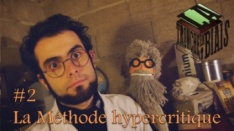 #2
La Méthode hypercritique